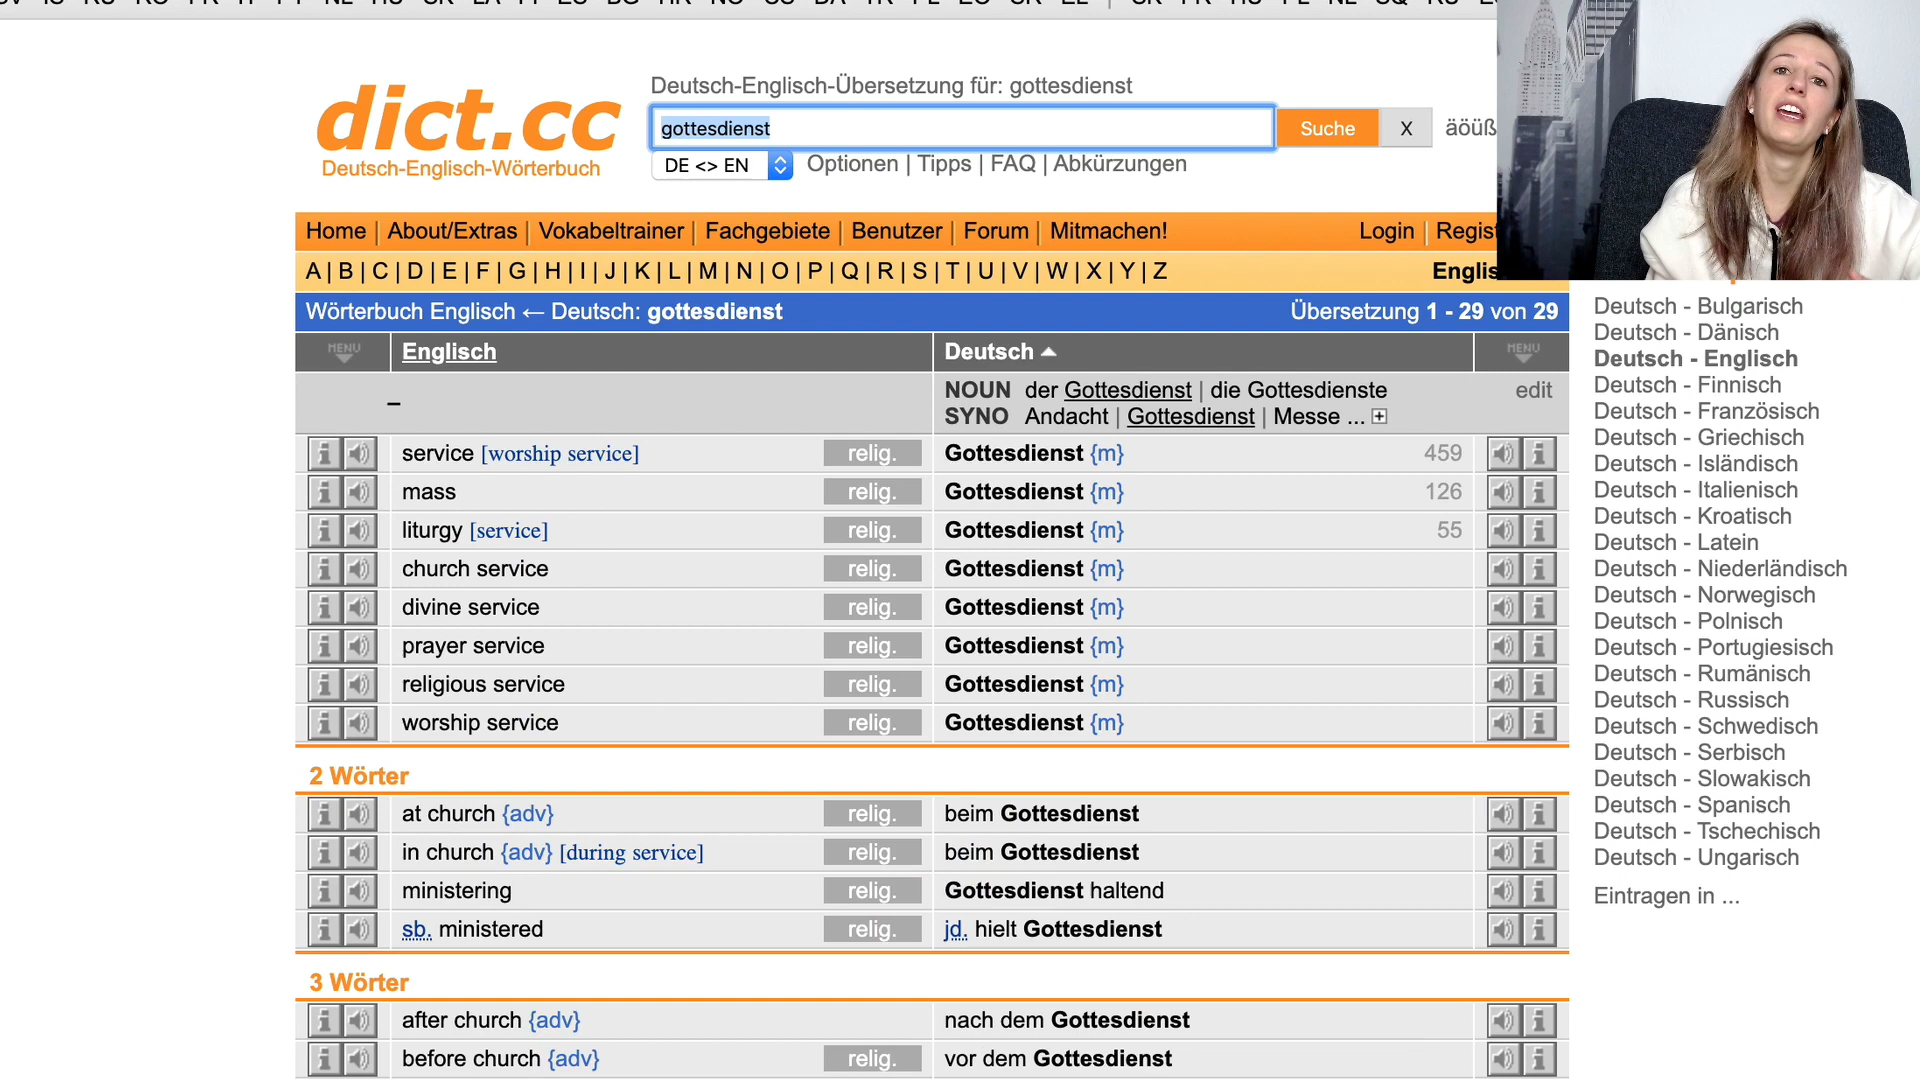 dict.cc
Deutsch-Englisch-Wörterbuch
Deutsch-Englisch-Übersetzung für: gottesdienst
gottesdienst
Suche
X
äöüß
DE <> EN
Optionen | Tipps | FAQ | Abkürzungen
Home | About/Extras | Vokabeltrainer | Fachgebiete | Benutzer | Forum | Mitmachen!
Login | Regist
A | B | C | D | E | F | G | H | I | J | K | L | M | N | O | P | Q | R | S | T | U | V | W | X | Y | Z
Englis
Wörterbuch Englisch ← Deutsch: gottesdienst
Übersetzung 1 - 29 von 29
MENU Englisch Deutsch MENU
– NOUN der Gottesdienst | die Gottesdienste edit
SYNO Andacht | Gottesdienst | Messe ...
service [worship service] relig. Gottesdienst {m} 459
mass relig. Gottesdienst {m} 126
liturgy [service] relig. Gottesdienst {m} 55
church service relig. Gottesdienst {m}
divine service relig. Gottesdienst {m}
prayer service relig. Gottesdienst {m}
religious service relig. Gottesdienst {m}
worship service relig. Gottesdienst {m}
2 Wörter
at church {adv} relig. beim Gottesdienst
in church {adv} [during service] relig. beim Gottesdienst
ministering relig. Gottesdienst haltend
sb. ministered relig. jd. hielt Gottesdienst
3 Wörter
after church {adv} nach dem Gottesdienst
before church {adv} relig. vor dem Gottesdienst
Deutsch - Bulgarisch
Deutsch - Dänisch
Deutsch - Englisch
Deutsch - Finnisch
Deutsch - Französisch
Deutsch - Griechisch
Deutsch - Isländisch
Deutsch - Italienisch
Deutsch - Kroatisch
Deutsch - Latein
Deutsch - Niederländisch
Deutsch - Norwegisch
Deutsch - Polnisch
Deutsch - Portugiesisch
Deutsch - Rumänisch
Deutsch - Russisch
Deutsch - Schwedisch
Deutsch - Serbisch
Deutsch - Slowakisch
Deutsch - Spanisch
Deutsch - Tschechisch
Deutsch - Ungarisch
Eintragen in ...